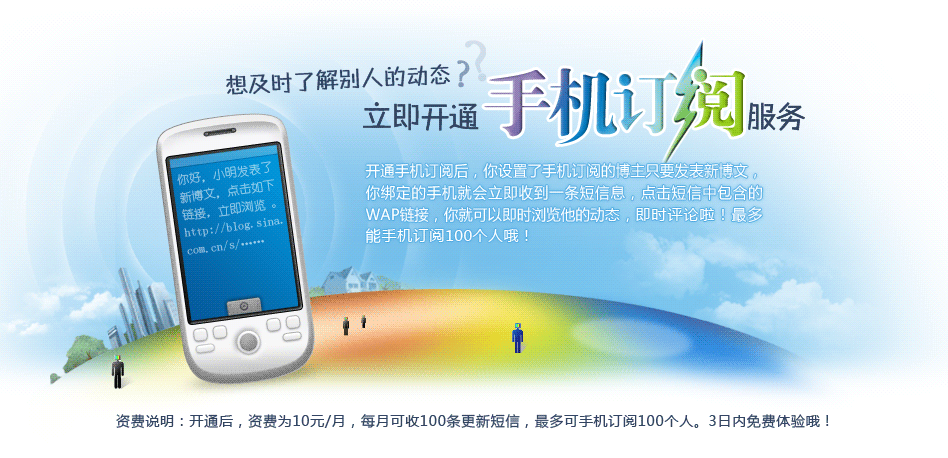 想及时了解别人的动态??
立即开通手机订阅服务
开通手机订阅后，你设置了手机订阅的博主只要发表新博文，
你绑定的手机就会立即收到一条短信息，点击短信中包含的
WAP链接，你就可以即时浏览他的动态，即时评论啦！最多
能手机订阅100个人哦！
你好，小明发表了
新博文，点击如下
链接，立即浏览 。
http://blog.sina.
com.cn/s/······
资费说明：开通后，资费为10元/月，每月可收100条更新短信，最多可手机订阅100个人。3日内免费体验哦！